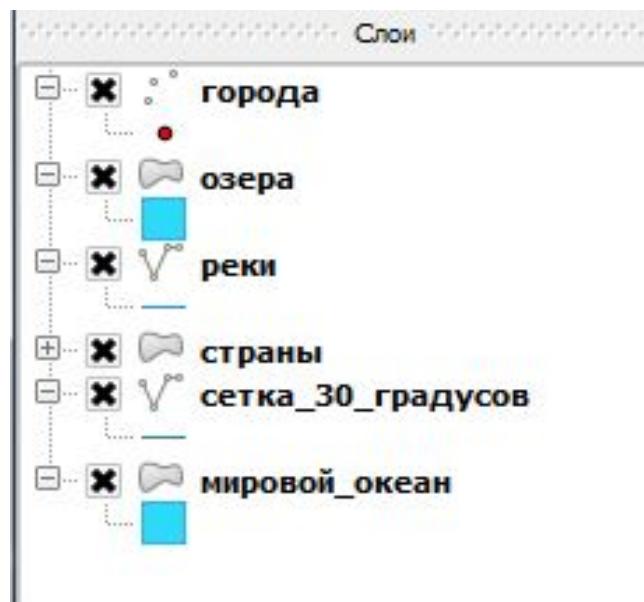 Слои
города
озера
реки
страны
сетка_30_градусов
мировой_океан